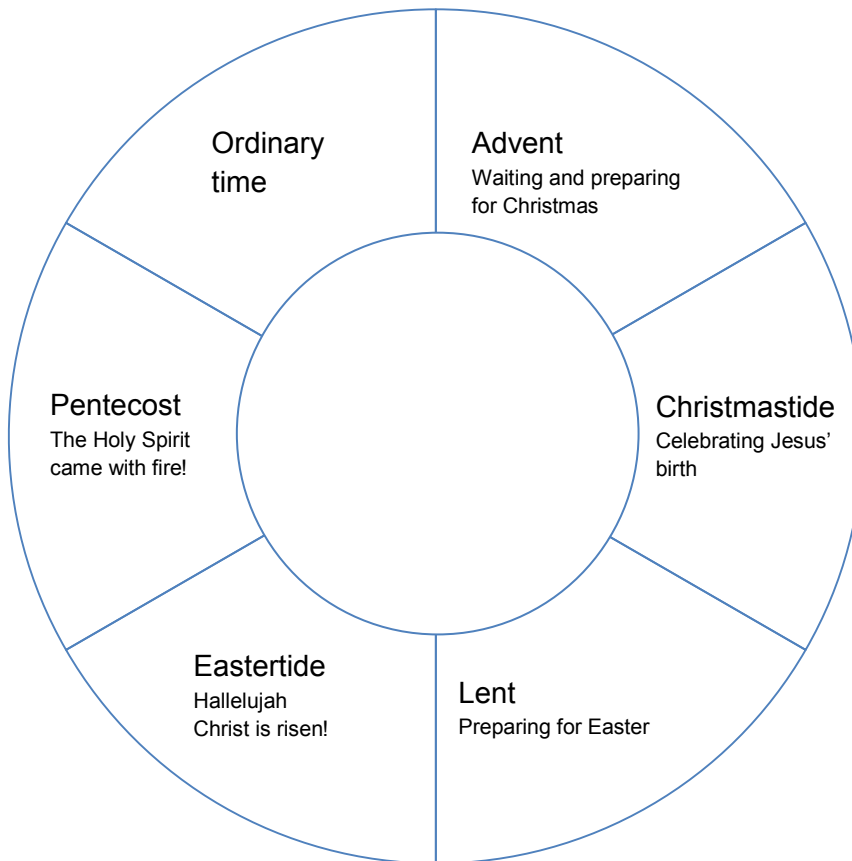 Ordinary
time
Advent
Waiting and preparing
for Christmas
Christmastide
Celebrating Jesus’
birth
Lent
Preparing for Easter
Eastertide
Hallelujah
Christ is risen!
Pentecost
The Holy Spirit
came with fire!